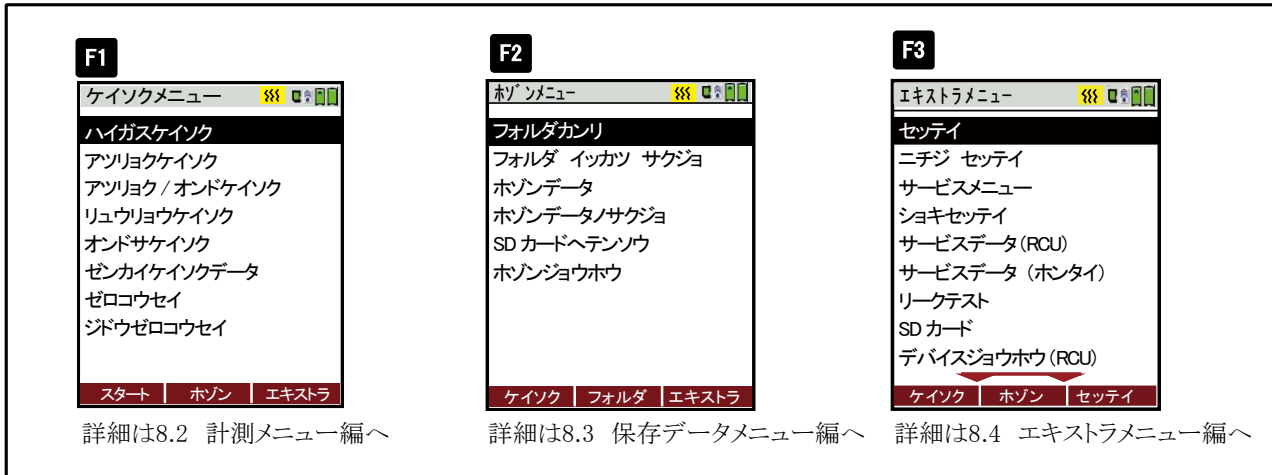 F1
ケイソクメニュー
ハイガスケイソク
アツリョクケイソク
アツリョク / オンドケイソク
リュウリョウケイソク
オンドサケイソク
ゼンカイケイソクデータ
ゼロコウセイ
ジドウゼロコウセイ
スタート ホゾン エキストラ
詳細は8.2 計測メニュー編へ
F2
ホゾンメニュー
フォルダカンリ
フォルダ イッカツ サクジョ
ホゾンデータ
ホゾンデータノサクジョ
SD カードヘテンソウ
ホゾンジョウホウ
ケイソク フォルダ エキストラ
詳細は8.3 保存データメニュー編へ
F3
エキストラメニュー
セッテイ
ニチジ セッテイ
サービスメニュー
ショキセッテイ
サービスデータ(RCU)
サービスデータ (ホンタイ)
リークテスト
SD カード
デバイスジョウホウ(RCU)
ケイソク ホゾン セッテイ
詳細は8.4 エキストラメニュー編へ